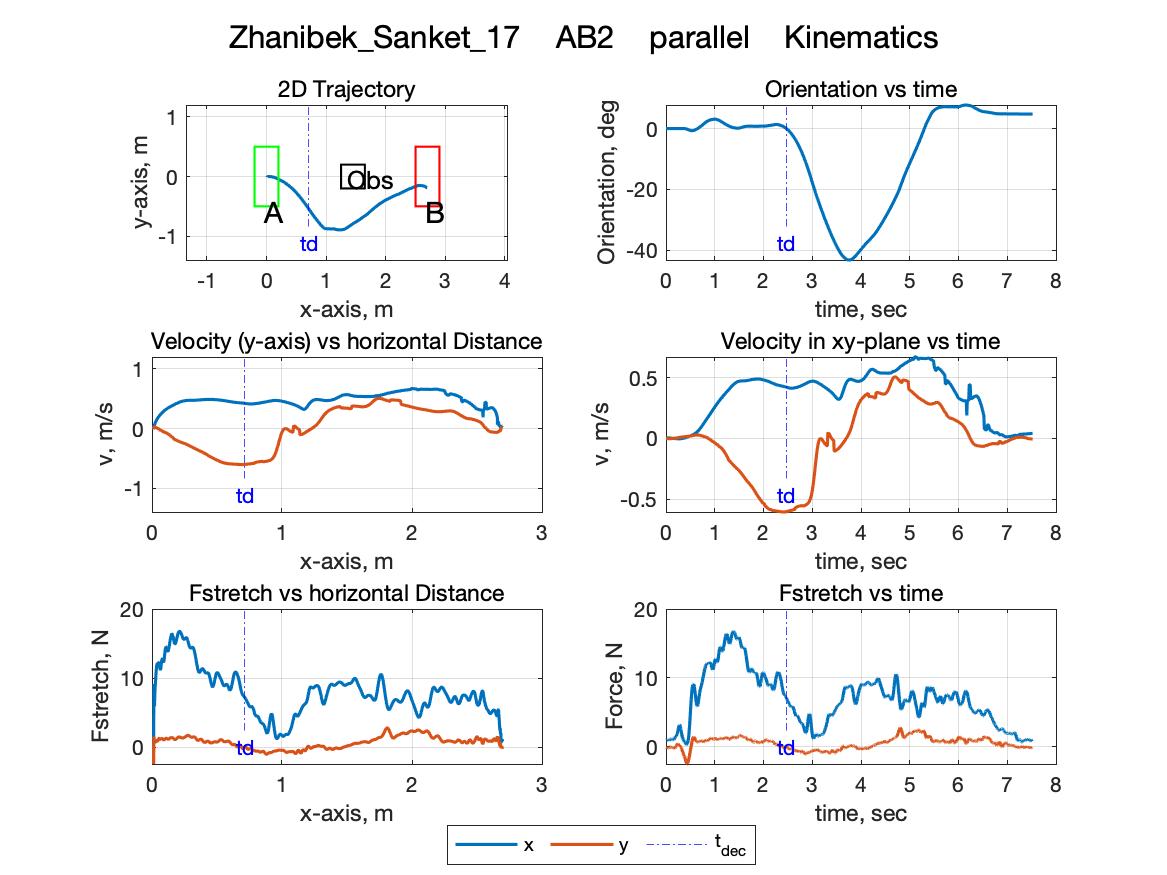 Zhanibek_Sanket_17 AB2 parallel Kinematics
2D Trajectory
y-axis, m
1
0
-1
A
td
Obs
B
-1 0 1 2 3 4
x-axis, m
Orientation vs time
Orientation, deg
0
-20
-40
td
0 1 2 3 4 5 6 7 8
time, sec
Velocity (y-axis) vs horizontal Distance
v, m/s
1
0
-1
td
0 1 2 3
x-axis, m
Velocity in xy-plane vs time
v, m/s
0.5
0
-0.5
td
0 1 2 3 4 5 6 7 8
time, sec
Fstretch vs horizontal Distance
Fstretch, N
20
10
0
td
0 1 2 3
x-axis, m
Fstretch vs time
Force, N
20
10
0
td
0 1 2 3 4 5 6 7 8
time, sec
x y tdec